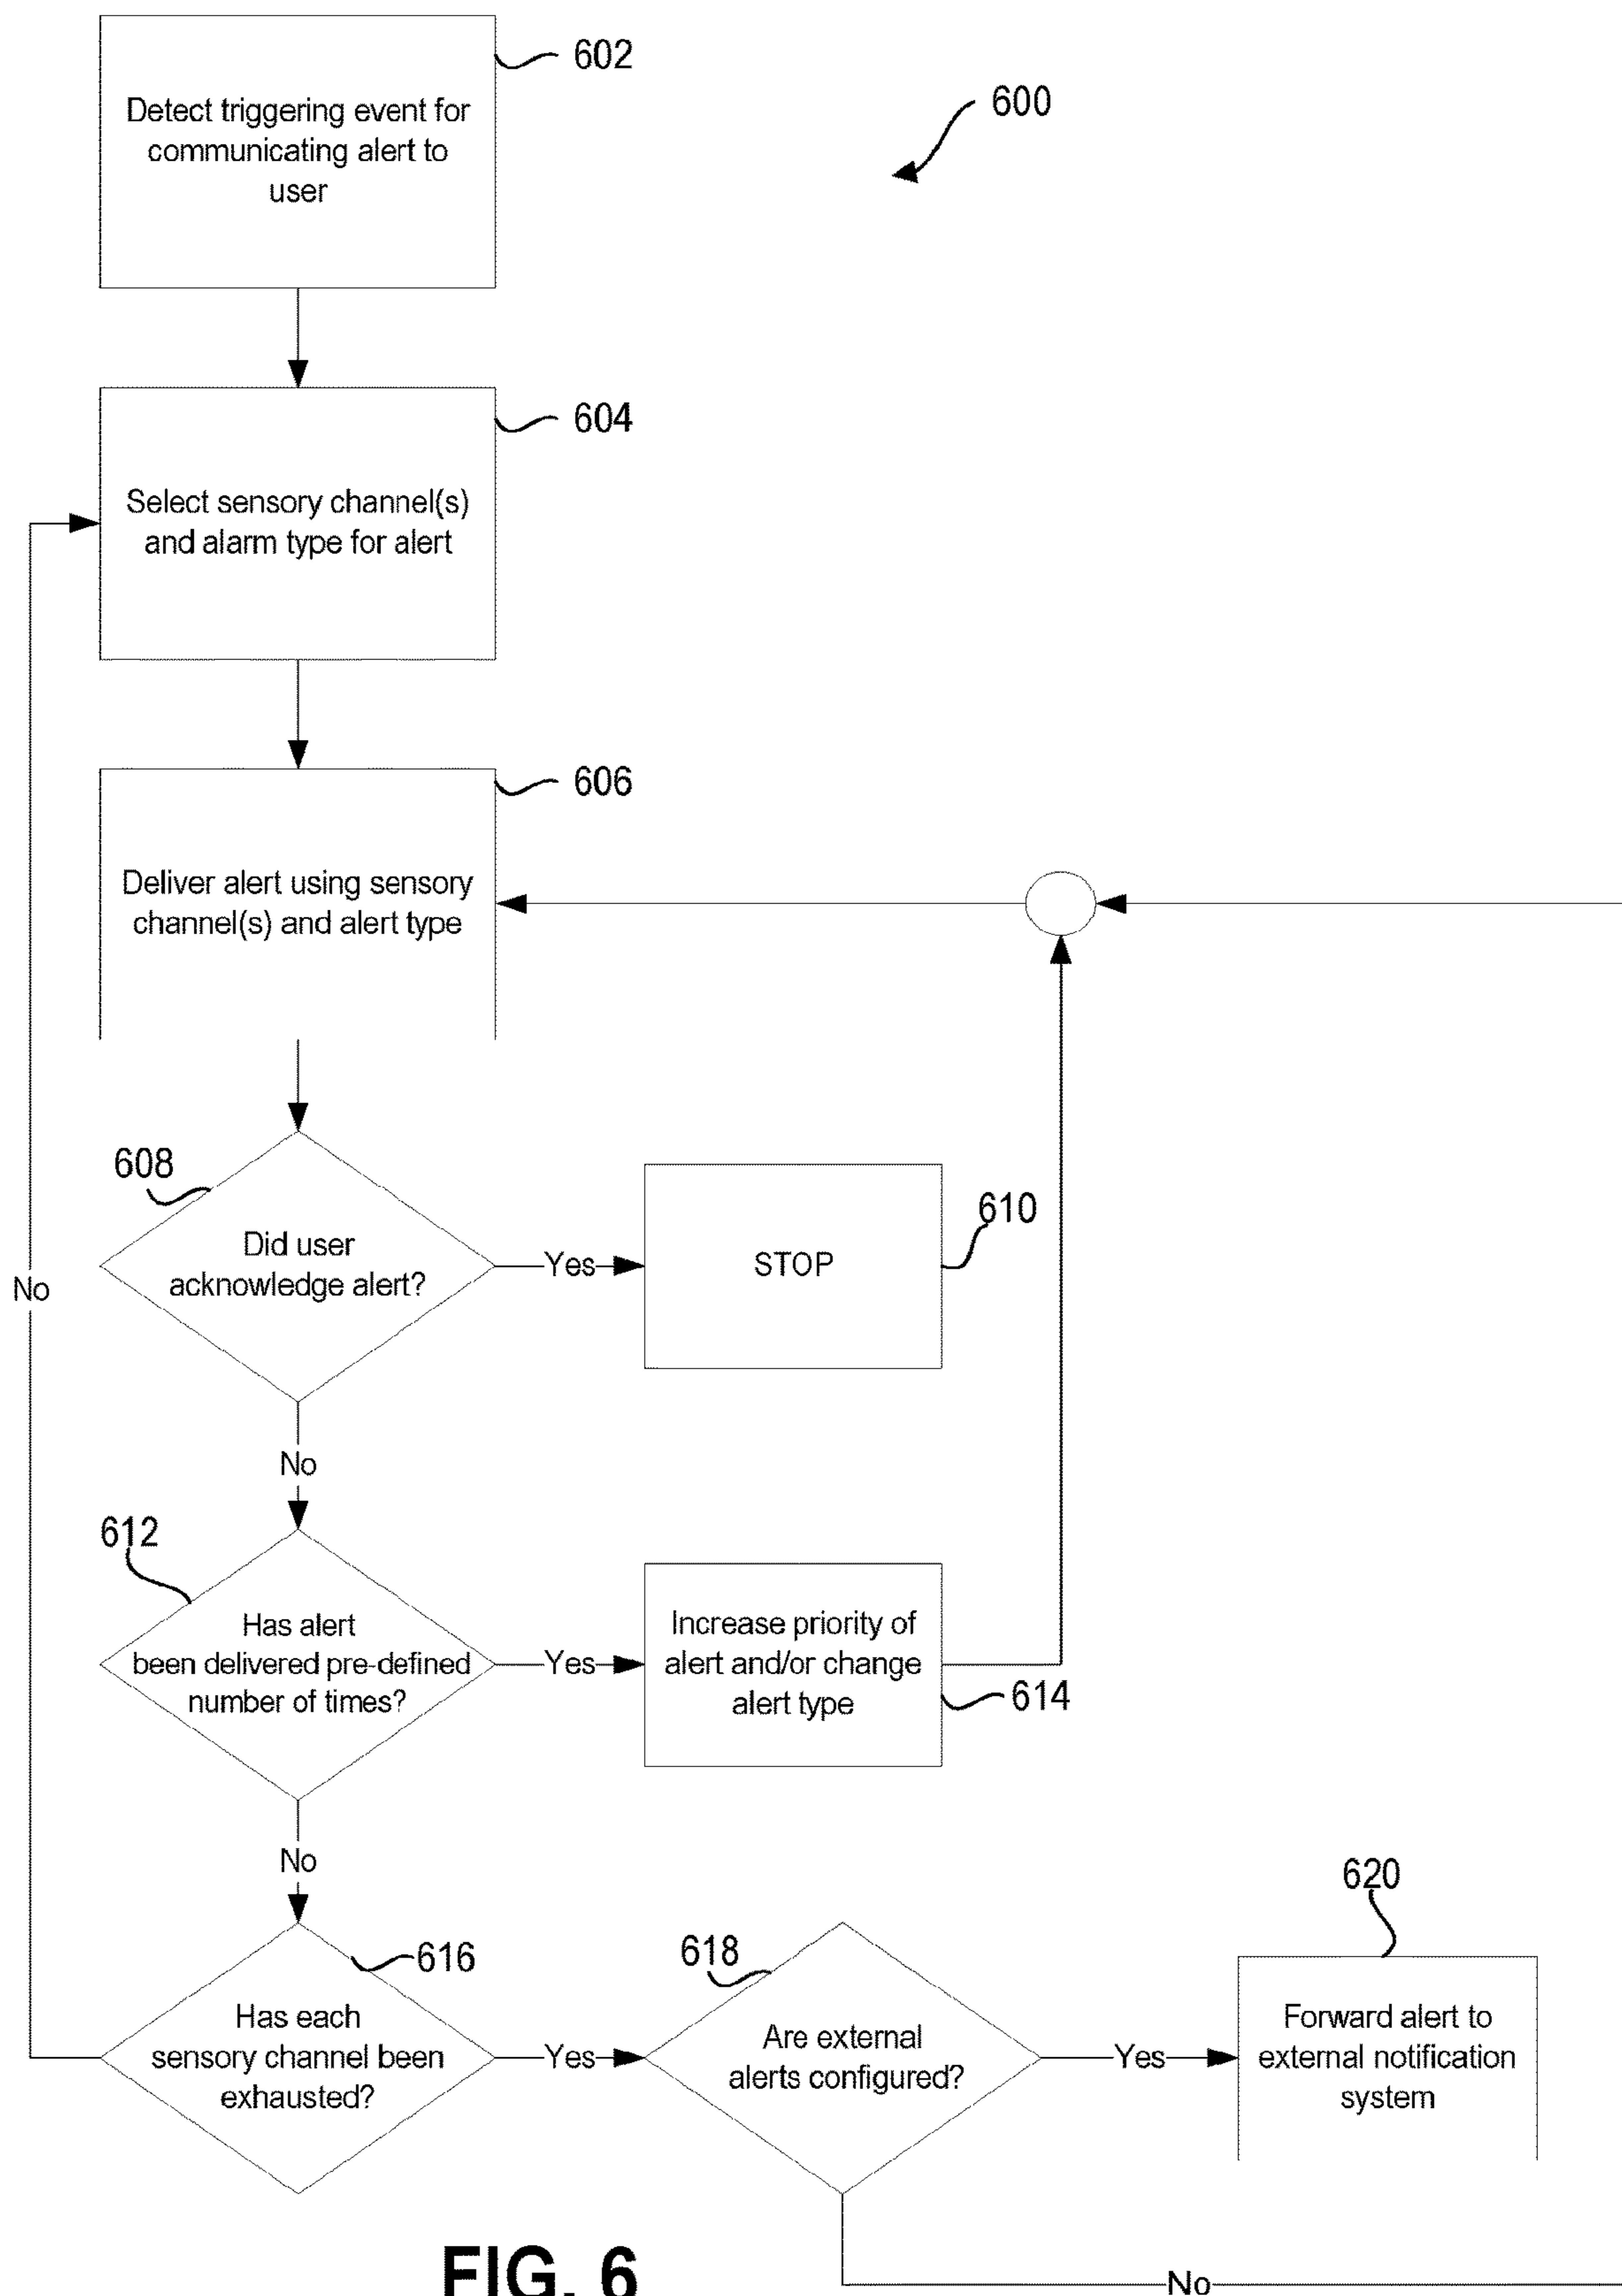 602
Detect triggering event for
communicating alert to
user
600
604
Select sensory channel(s)
and alarm type for alert
606
Deliver alert using sensory
channel(s) and alert type
608
Did user
acknowledge alert?
Yes
STOP
610
No
No
612
Has alert
been delivered pre-defined
number of times?
Yes
Increase priority of
alert and/or change
alert type
614
No
616
Has each
sensory channel been
exhausted?
Yes
618
Are external
alerts configured?
Yes
620
Forward alert to
external notification
system
No
FIG. 6